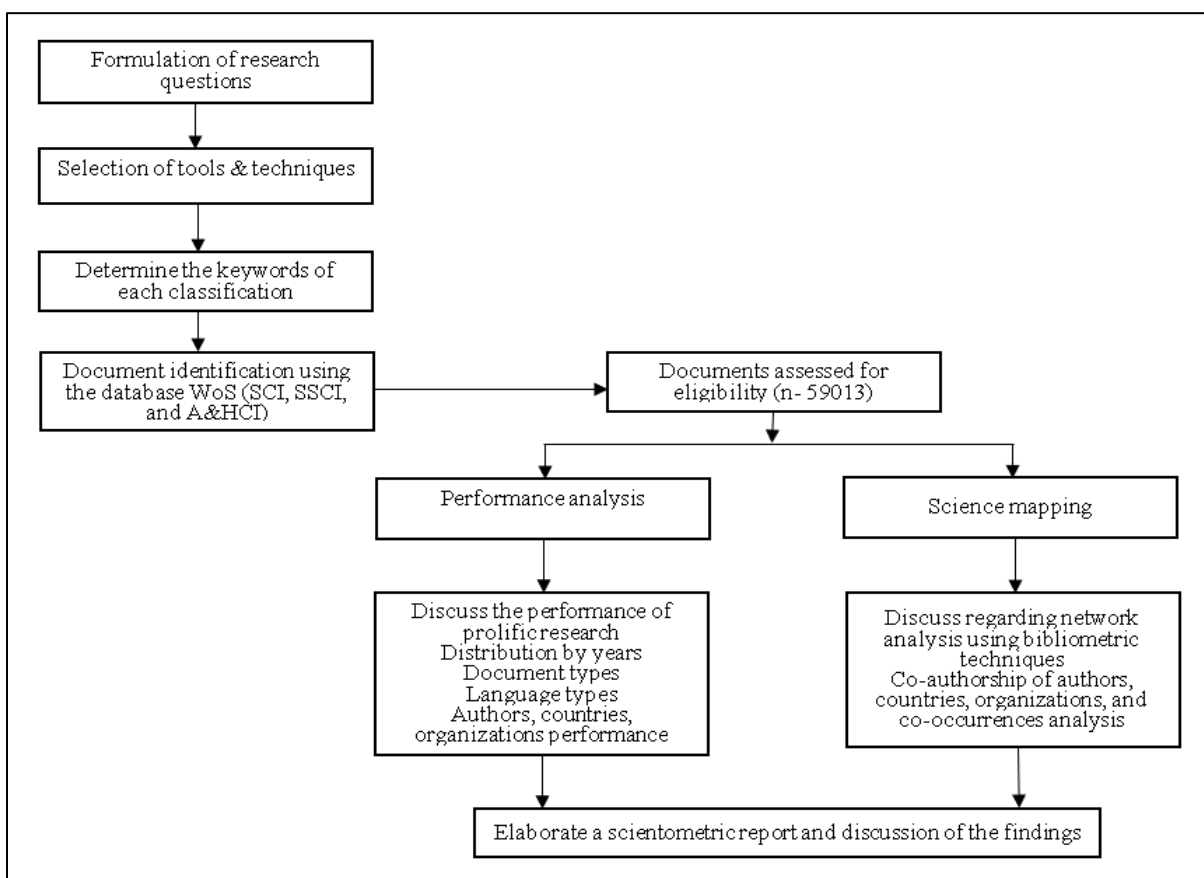 Formulation of research
questions
Selection of tools & techniques
Determine the keywords of
each classification
Document identification using
the database WoS (SCI, SSCI,
and A&HCI)
Documents assessed for
eligibility (n- 59013)
Performance analysis
Science mapping
Discuss the performance of
prolific research
Distribution by years
Document types
Language types
Authors, countries,
organizations performance
Discuss regarding network
analysis using bibliometric
techniques
Co-authorship of authors,
countries, organizations, and
co-occurrences analysis
Elaborate a scientometric report and discussion of the findings